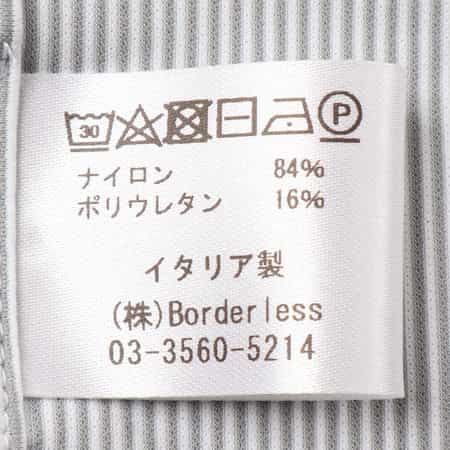 30 P
ナイロン 84%
ポリウレタン 16%
イタリア製
(株)Borderless
03-3560-5214